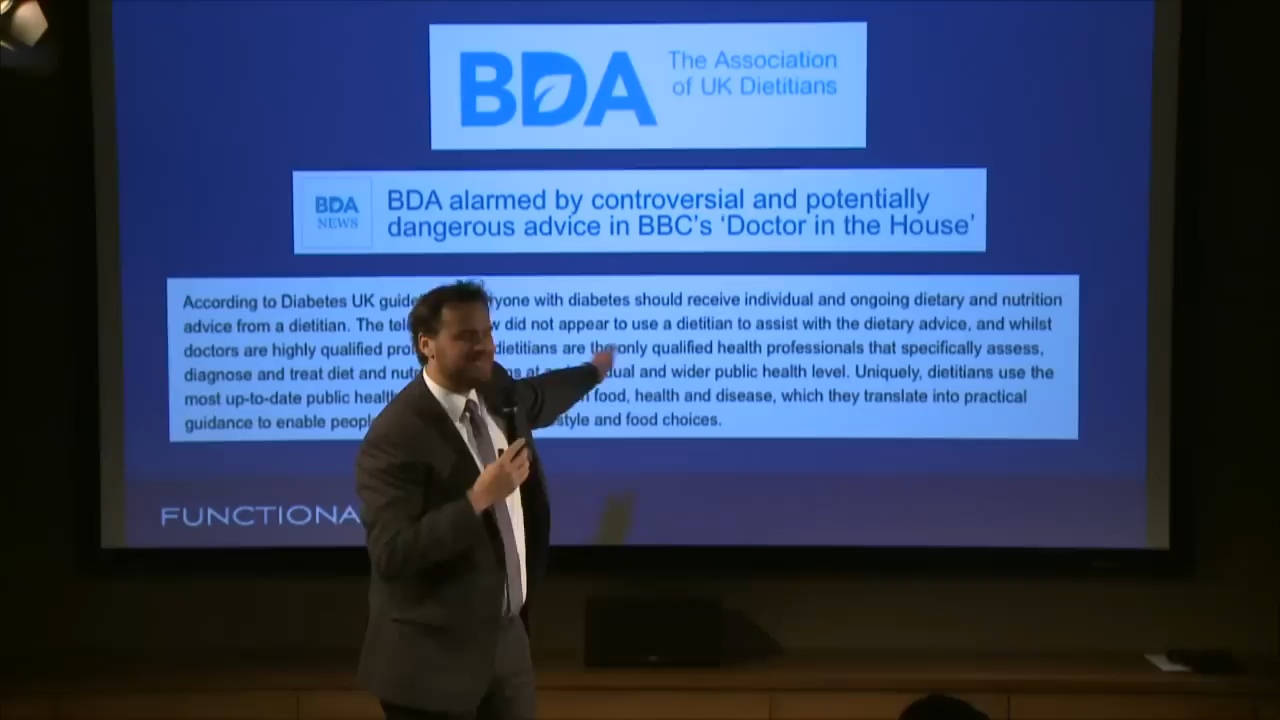 BDA
The Association
of UK Dietitians
BDA
NEWS
BDA alarmed by controversial and potentially
dangerous advice in BBC's 'Doctor in the House'
According to Diabetes UK guide yone with diabetes should receive individual and ongoing dietary and nutrition
advice from a dietitian. The tel w did not appear to use a dietitian to assist with the dietary advice, and whilst
doctors are highly qualified pro dietitians are the only qualified health professionals that specifically assess,
diagnose and treat diet and nutr ns at an dual and wider public health level. Uniquely, dietitians use the
most up-to-date public healt food, health and disease, which they translate into practical
guidance to enable peopl style and food choices.
FUNCTIONA